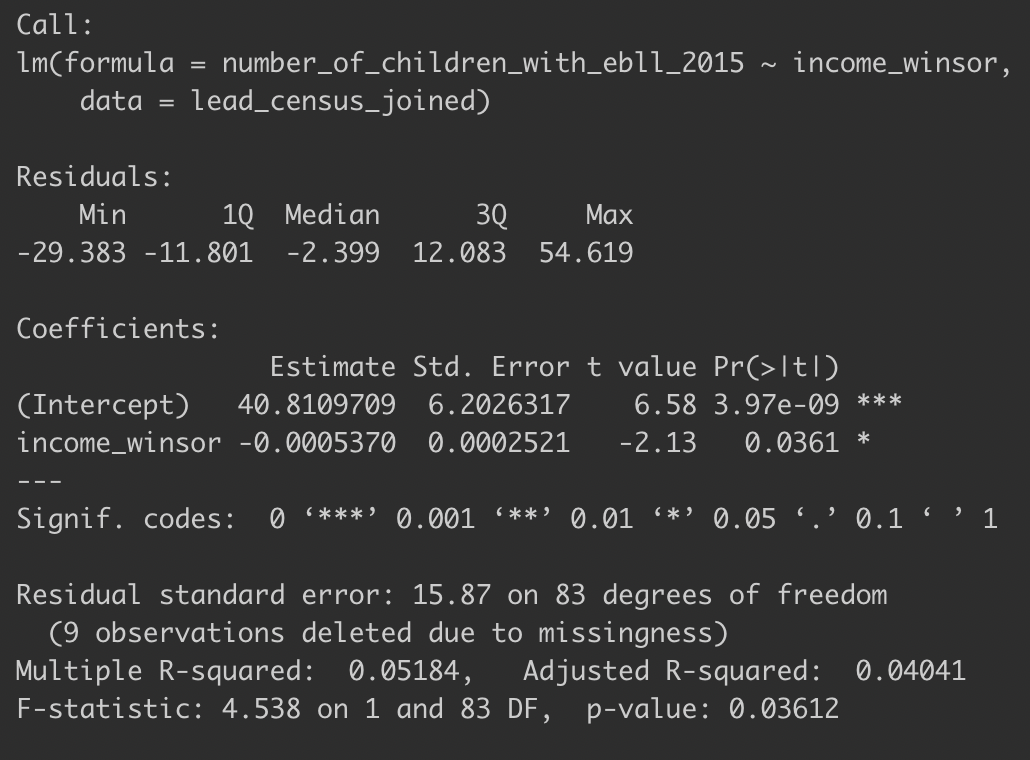 Call:
lm(formula = number_of_children_with_ebll_2015 ~ income_winsor,
    data = lead_census_joined)
Residuals:
    Min      1Q  Median      3Q     Max
-29.383 -11.801  -2.399  12.083  54.619
Coefficients:
                Estimate Std. Error t value Pr(>|t|)
(Intercept)   40.8109709  6.2026317    6.58 3.97e-09 ***
income_winsor -0.0005370  0.0002521   -2.13   0.0361 *
---
Signif. codes:  0 ‘***’ 0.001 ‘**’ 0.01 ‘*’ 0.05 ‘.’ 0.1 ‘ ’ 1
Residual standard error: 15.87 on 83 degrees of freedom
  (9 observations deleted due to missingness)
Multiple R-squared:  0.05184,   Adjusted R-squared:  0.04041
F-statistic: 4.538 on 1 and 83 DF,  p-value: 0.03612